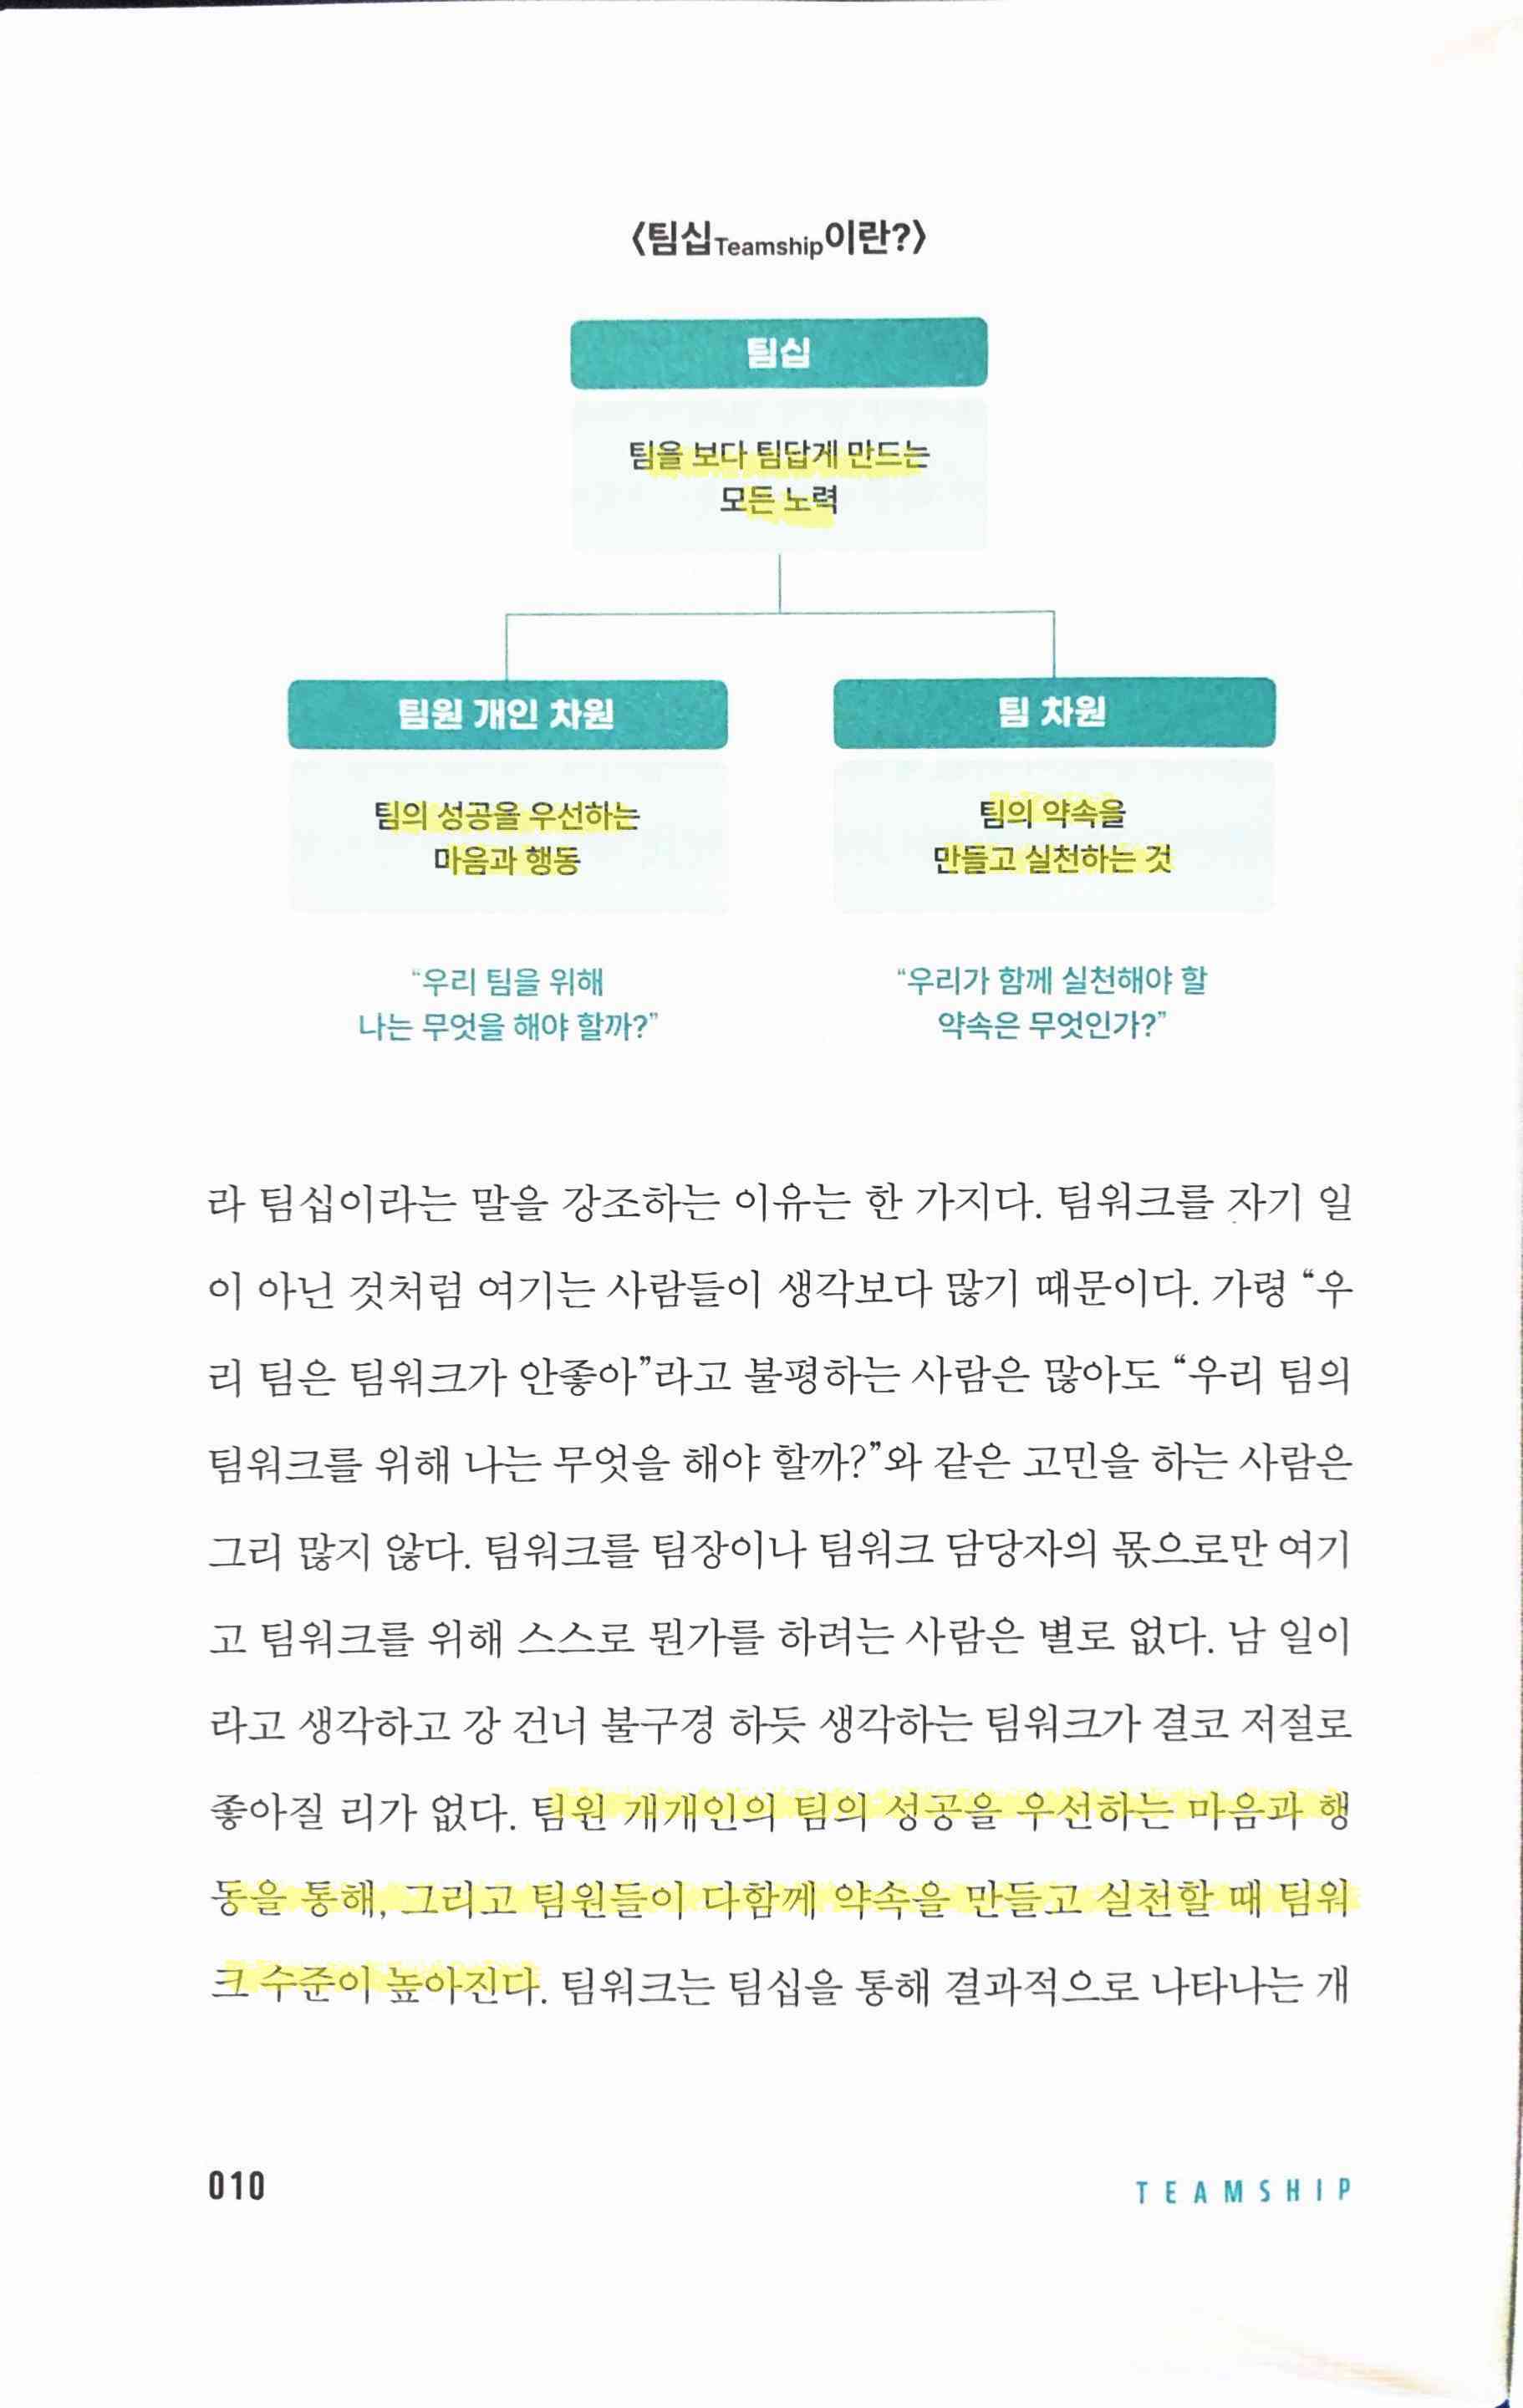 〈팀십Teamship이란?〉
팀십
팀을 보다 팀답게 만드는
모든 노력
팀원 개인 차원
팀의 성공을 우선하는
마음과 행동
“우리 팀을 위해
나는 무엇을 해야 할까?”
팀 차원
팀의 약속을
만들고 실천하는 것
“우리가 함께 실천해야 할
약속은 무엇인가?”
라 팀십이라는 말을 강조하는 이유는 한 가지다. 팀워크를 자기 일
이 아닌 것처럼 여기는 사람들이 생각보다 많기 때문이다. 가령 “우
리 팀은 팀워크가 안좋아”라고 불평하는 사람은 많아도 “우리 팀의
팀워크를 위해 나는 무엇을 해야 할까?”와 같은 고민을 하는 사람은
그리 많지 않다. 팀워크를 팀장이나 팀워크 담당자의 몫으로만 여기
고 팀워크를 위해 스스로 뭔가를 하려는 사람은 별로 없다. 남 일이
라고 생각하고 강 건너 불구경 하듯 생각하는 팀워크가 결코 저절로
좋아질 리가 없다. 팀원 개개인의 팀의 성공을 우선하는 마음과 행
동을 통해, 그리고 팀원들이 다함께 약속을 만들고 실천할 때 팀워
크 수준이 높아진다. 팀워크는 팀십을 통해 결과적으로 나타나는 개
010
TEAMSHIP